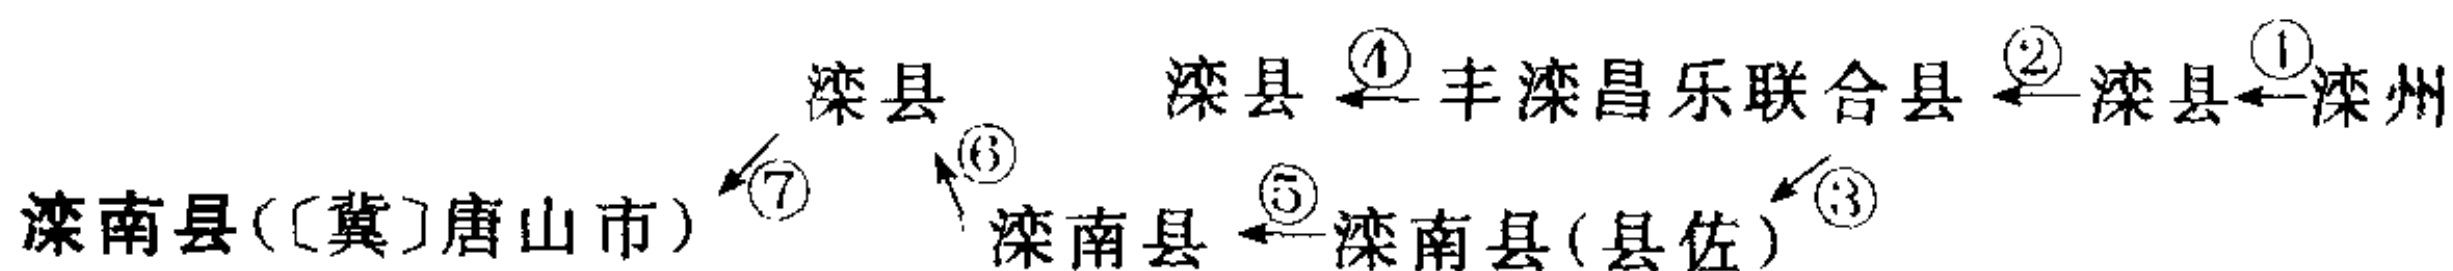 滦县 滦县 ④ 丰滦昌乐联合县 ② 滦县 ① 滦州
滦南县(〔冀〕唐山市) ⑦ ⑥ 滦南县 ⑤ 滦南县(县佐) ③